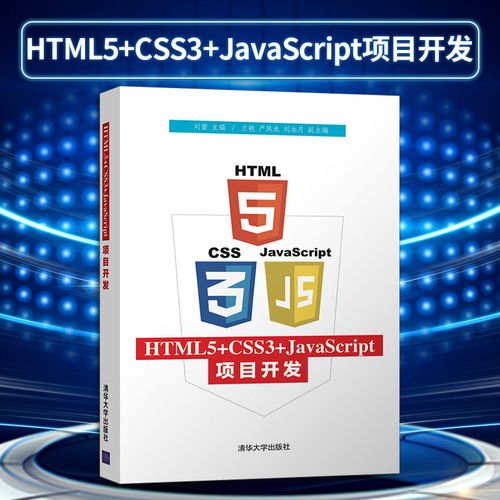 HTML5+CSS3+JavaScript项目开发
刘蕾 主编 / 兰艳 严凤龙 刘冰月 副主编
HTML
5
CSS
3
JavaScript
JS
HTML5+CSS3+JavaScript
项目开发
清华大学出版社
HTML5+CSS3+JavaScript
项目开发
清华大学出版社